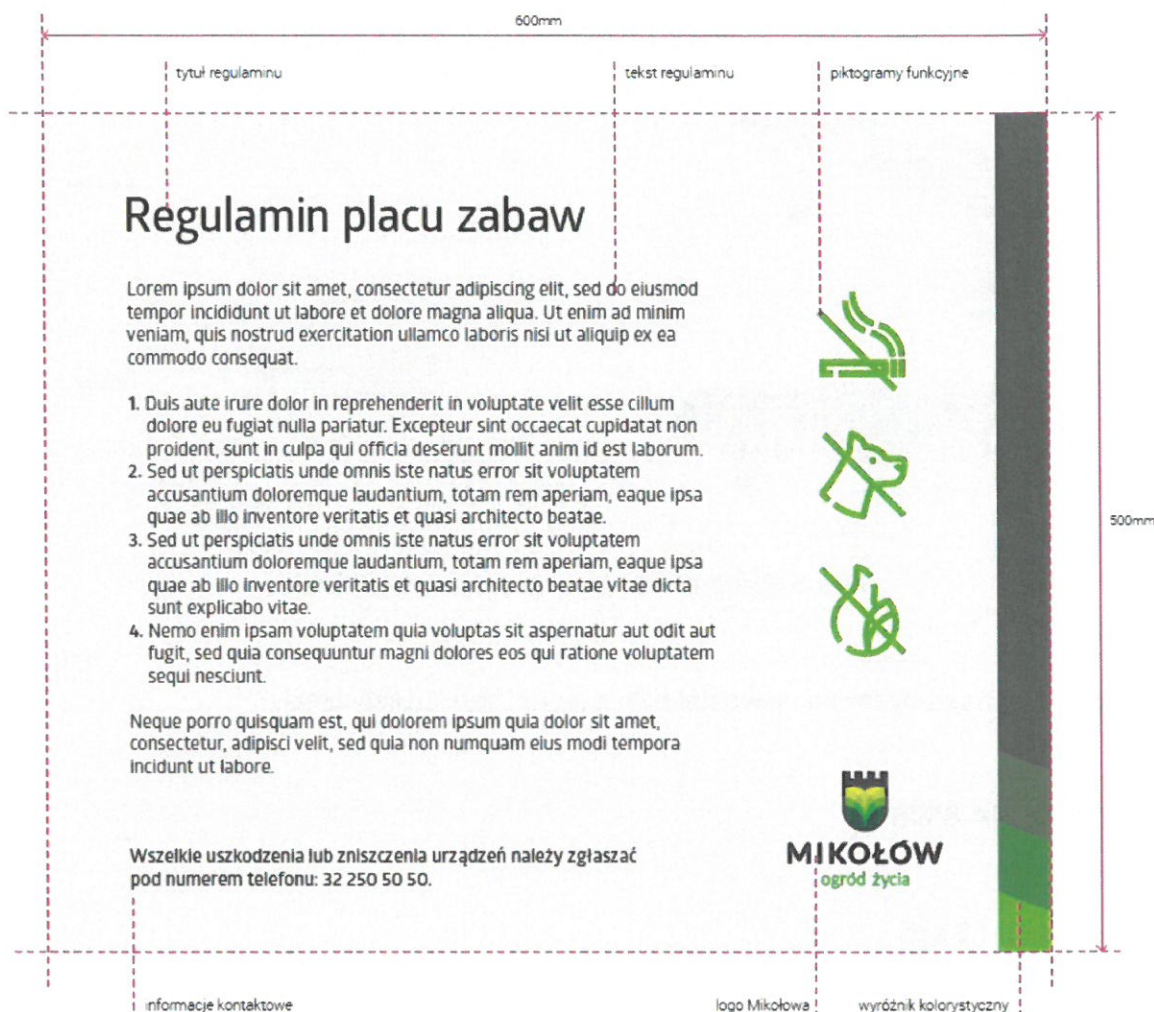 600mm
tytuł regulaminu
tekst regulaminu
piktogramy funkcyjne
Regulamin placu zabaw
Lorem ipsum dolor sit amet, consectetur adipiscing elit, sed do eiusmod
tempor incididunt ut labore et dolore magna aliqua. Ut enim ad minim
veniam, quis nostrud exercitation ullamco laboris nisi ut aliquip ex ea
commodo consequat.
1. Duis aute irure dolor in reprehenderit in voluptate velit esse cillum
dolore eu fugiat nulla pariatur. Excepteur sint occaecat cupidatat non
proident, sunt in culpa qui officia deserunt mollit anim id est laborum.
2. Sed ut perspiciatis unde omnis iste natus error sit voluptatem
accusantium doloremque laudantium, totam rem aperiam, eaque ipsa
quae ab illo inventore veritatis et quasi architecto beatae.
3. Sed ut perspiciatis unde omnis iste natus error sit voluptatem
accusantium doloremque laudantium, totam rem aperiam, eaque ipsa
quae ab illo inventore veritatis et quasi architecto beatae vitae dicta
sunt explicabo vitae.
4. Nemo enim ipsam voluptatem quia voluptas sit aspernatur aut odit aut
fugit, sed quia consequuntur magni dolores eos qui ratione voluptatem
sequi nesciunt.
Neque porro quisquam est, qui dolorem ipsum quia dolor sit amet,
consectetur, adipisci velit, sed quia non numquam eius modi tempora
incidunt ut labore.
Wszelkie uszkodzenia lub zniszczenia urządzeń należy zgłaszać
pod numerem telefonu: 32 250 50 50.
MIKOŁÓW
ogród życia
500mm
informacje kontaktowe
logo Mikołowa
wyróżnik kolorystyczny